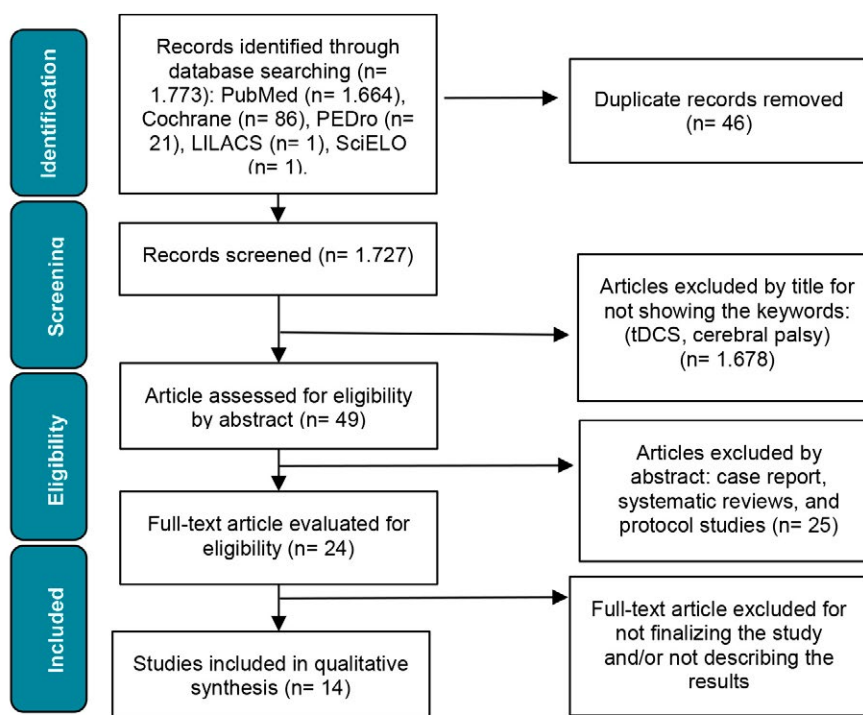 Identification
Records identified through
database searching (n=
1.773): PubMed (n= 1.664),
Cochrane (n= 86), PEDro (n=
21), LILACS (n= 1), SciELO
(n= 1).
Duplicate records removed
(n= 46)
Screening
Records screened (n= 1.727)
Articles excluded by title for
not showing the keywords:
(tDCS, cerebral palsy)
(n= 1.678)
Eligibility
Article assessed for eligibility
by abstract (n= 49)
Articles excluded by
abstract: case report,
systematic reviews, and
protocol studies (n= 25)
Full-text article evaluated for
eligibility (n= 24)
Included
Full-text article excluded for
not finalizing the study
and/or not describing the
results
Studies included in qualitative
synthesis (n= 14)